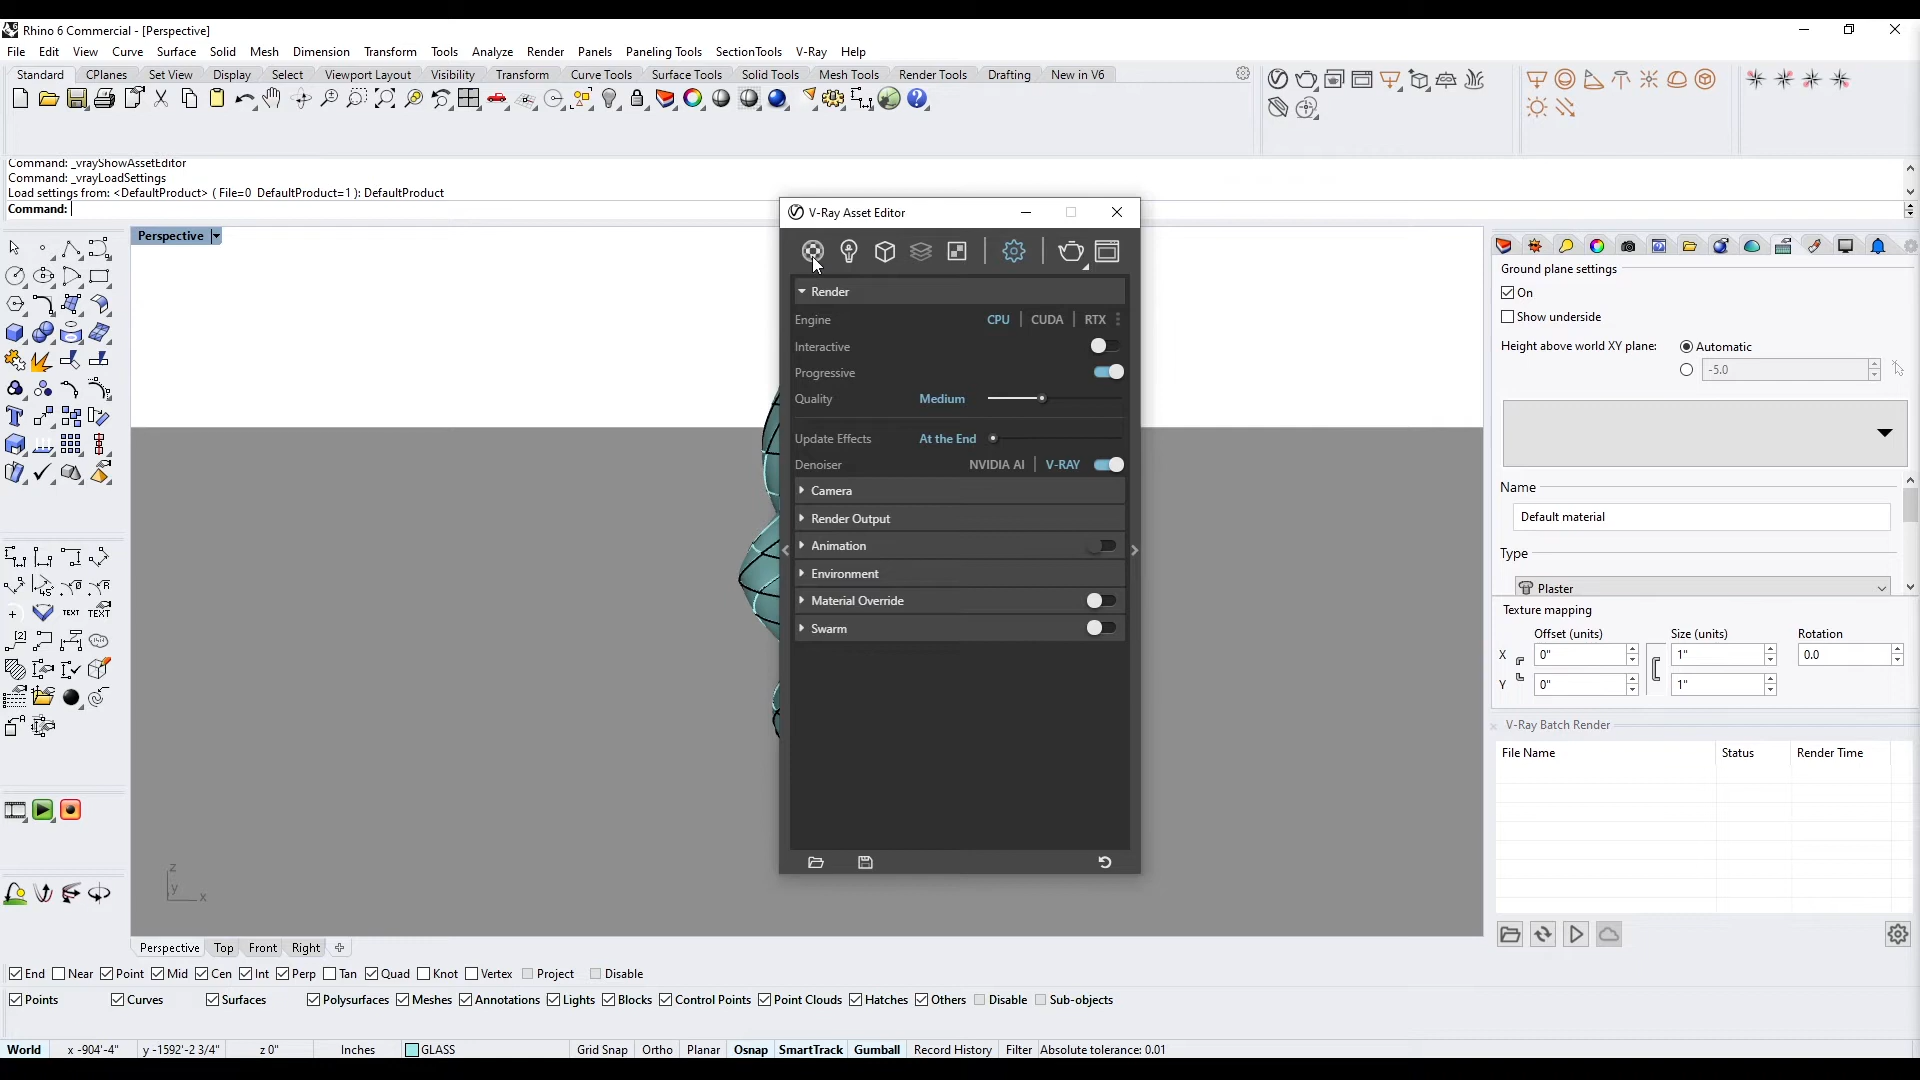 Rhino 6 Commercial - [Perspective]
File Edit View Curve Surface Solid Mesh Dimension Transform Tools Analyze Render Panels Paneling Tools SectionTools V-Ray Help
Standard CPlanes Set View Display Select Viewport Layout Visibility Transform Curve Tools Surface Tools Solid Tools Mesh Tools Render Tools Drafting New in V6
Command: _vrayShowAssetEditor
Command: _vrayLoadSettings
Load settings from: <DefaultProduct> ( File=0 DefaultProduct=1 ): DefaultProduct
Command:
Perspective
V-Ray Asset Editor
Render
Engine CPU CUDA RTX
Interactive
Progressive
Quality Medium
Update Effects At the End
Denoiser NVIDIA AI V-RAY
Camera
Render Output
Animation
Environment
Material Override
Swarm
Ground plane settings
On
Show underside
Height above world XY plane: Automatic
-5.0
Name
Default material
Type
Plaster
Texture mapping
Offset (units) Size (units) Rotation
X 0" 1" 0.0
Y 0" 1"
V-Ray Batch Render
File Name Status Render Time
TEXT TEXT
z
y x
Perspective Top Front Right
End Near Point Mid Cen Int Perp Tan Quad Knot Vertex Project Disable
Points Curves Surfaces Polysurfaces Meshes Annotations Lights Blocks Control Points Point Clouds Hatches Others Disable Sub-objects
World x -904'-4" y -1592'-2 3/4" z 0" Inches GLASS Grid Snap Ortho Planar Osnap SmartTrack Gumball Record History Filter Absolute tolerance: 0.01